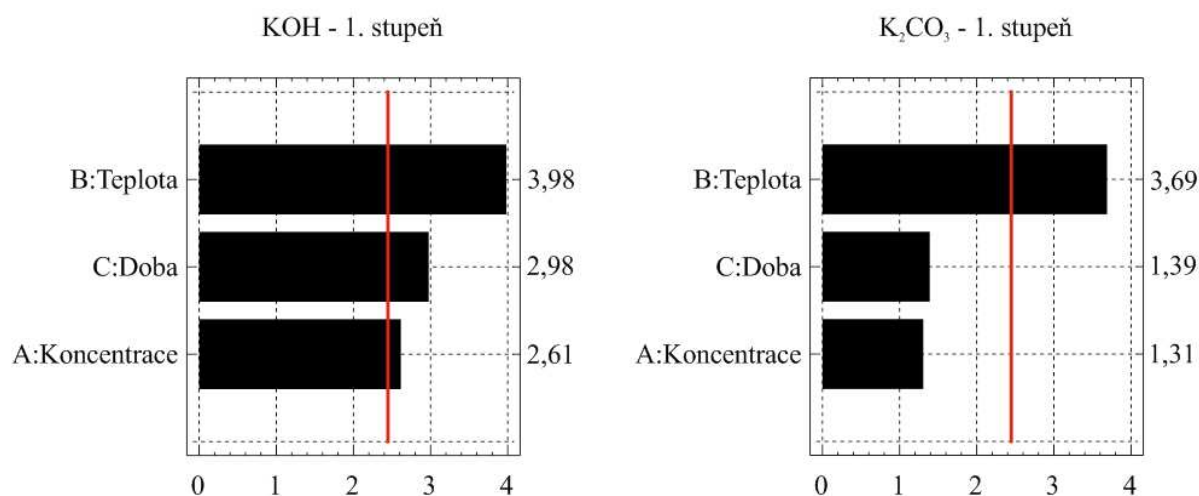 KOH - 1. stupeň
B:Teplota 3,98
C:Doba 2,98
A:Koncentrace 2,61
0 1 2 3 4
K₂CO₃ - 1. stupeň
B:Teplota 3,69
C:Doba 1,39
A:Koncentrace 1,31
0 1 2 3 4